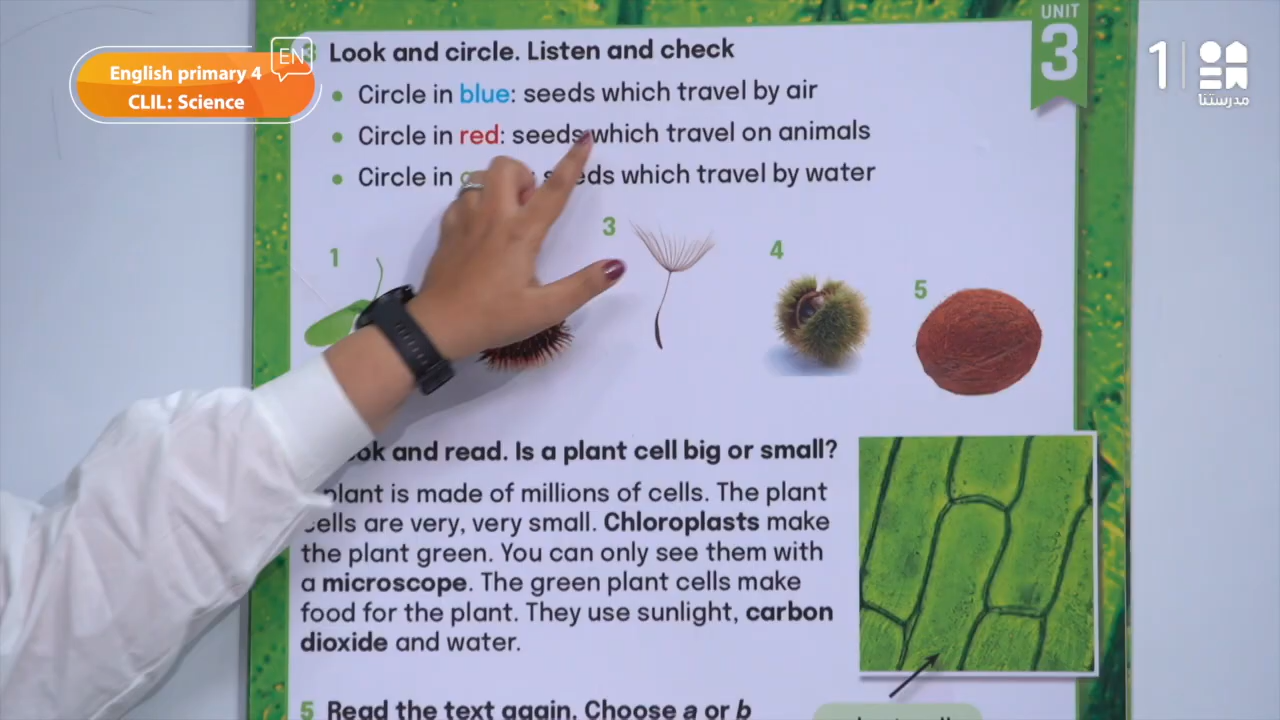 English primary 4
CLIL: Science
EN
Look and circle. Listen and check
UNIT
3
1
مدرستنا
• Circle in blue: seeds which travel by air
• Circle in red: seeds which travel on animals
• Circle in seeds which travel by water
1
3
4
5
and read. Is a plant cell big or small?
plant is made of millions of cells. The plant
cells are very, very small. Chloroplasts make
the plant green. You can only see them with
a microscope. The green plant cells make
food for the plant. They use sunlight, carbon
dioxide and water.
5 Read the text again. Choose a or b